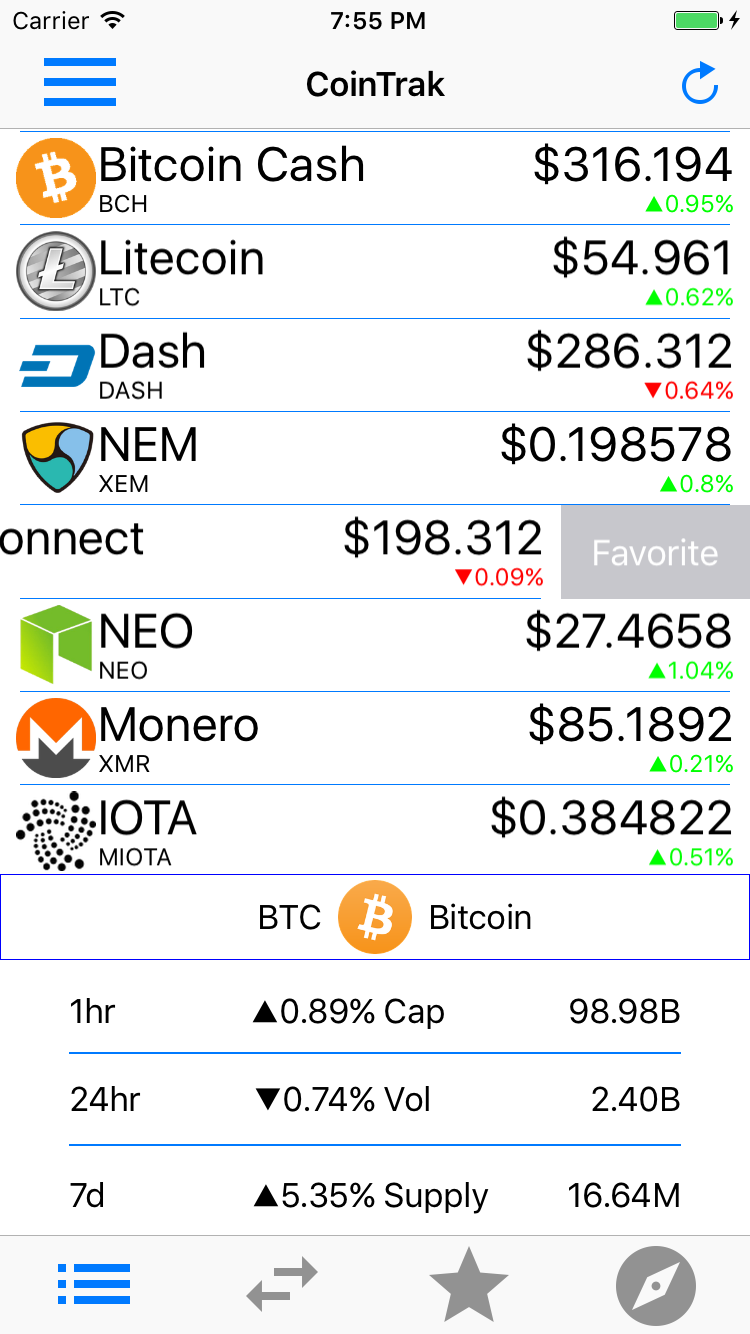 Carrier 7:55 PM
CoinTrak
Bitcoin Cash $316.194
BCH ▲0.95%
Litecoin $54.961
LTC ▲0.62%
Dash $286.312
DASH ▼0.64%
NEM $0.198578
XEM ▲0.8%
onnect $198.312 Favorite
▼0.09%
NEO $27.4658
NEO ▲1.04%
Monero $85.1892
XMR ▲0.21%
IOTA $0.384822
MIOTA ▲0.51%
BTC Bitcoin
1hr ▲0.89% Cap 98.98B
24hr ▼0.74% Vol 2.40B
7d ▲5.35% Supply 16.64M